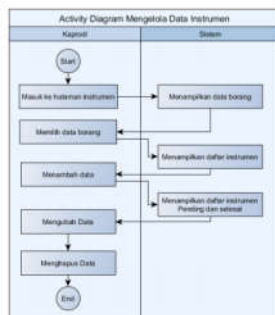 Activity Diagram Mengelola Data Instrumen
Kaprodi
Sistem
Start
Masuk ke halaman Instrumen
Menampilkan data borang
Memilih data borang
Menampilkan daftar instrumen
Menambah data
Menampilkan daftar instrumen
Pending dan selesai
Mengubah Data
Menghapus Data
End